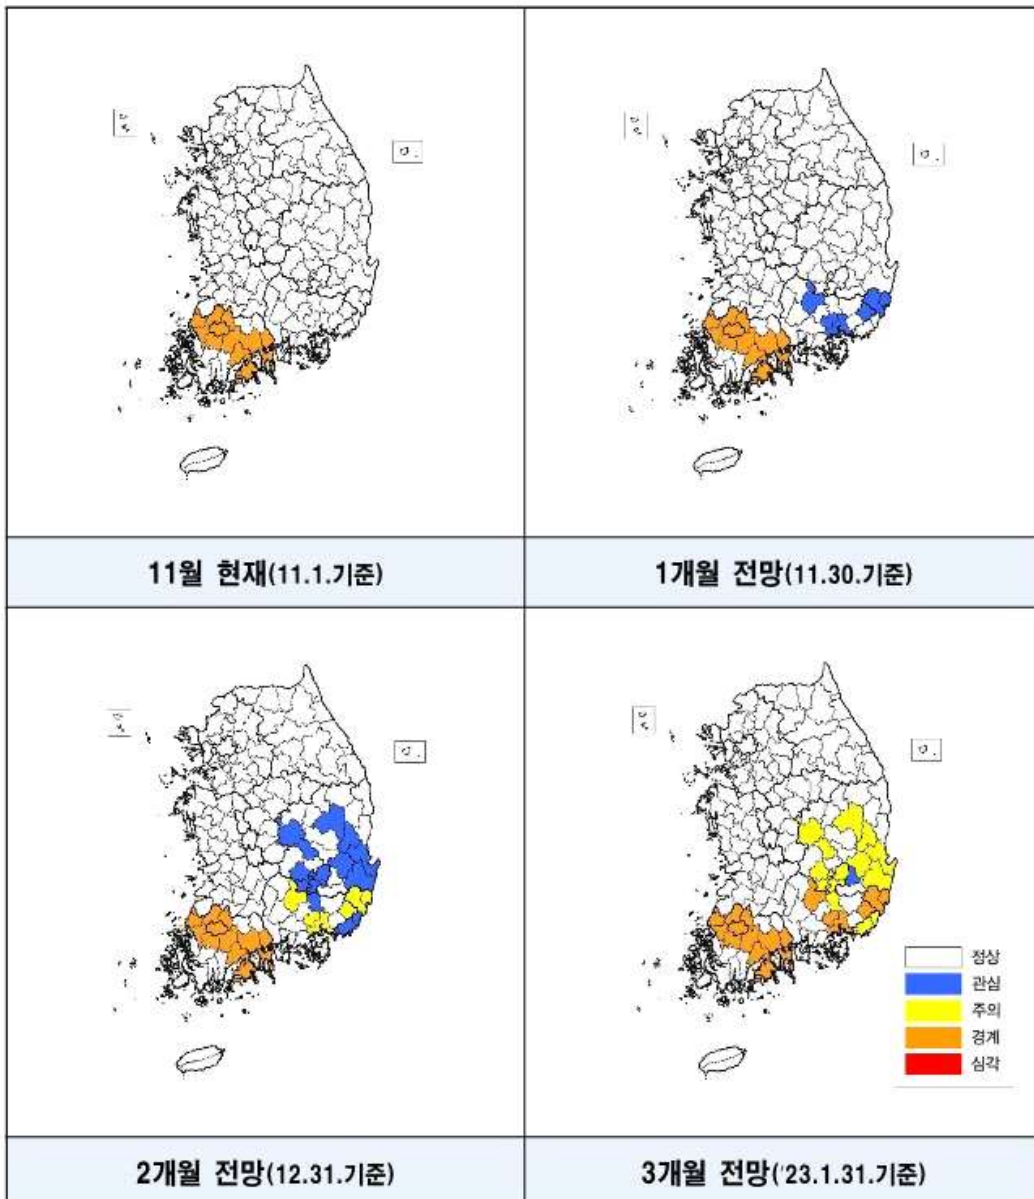 11월 현재(11.1.기준)
1개월 전망(11.30.기준)
정상
관심
주의
경계
심각
2개월 전망(12.31.기준)
3개월 전망('23.1.31.기준)